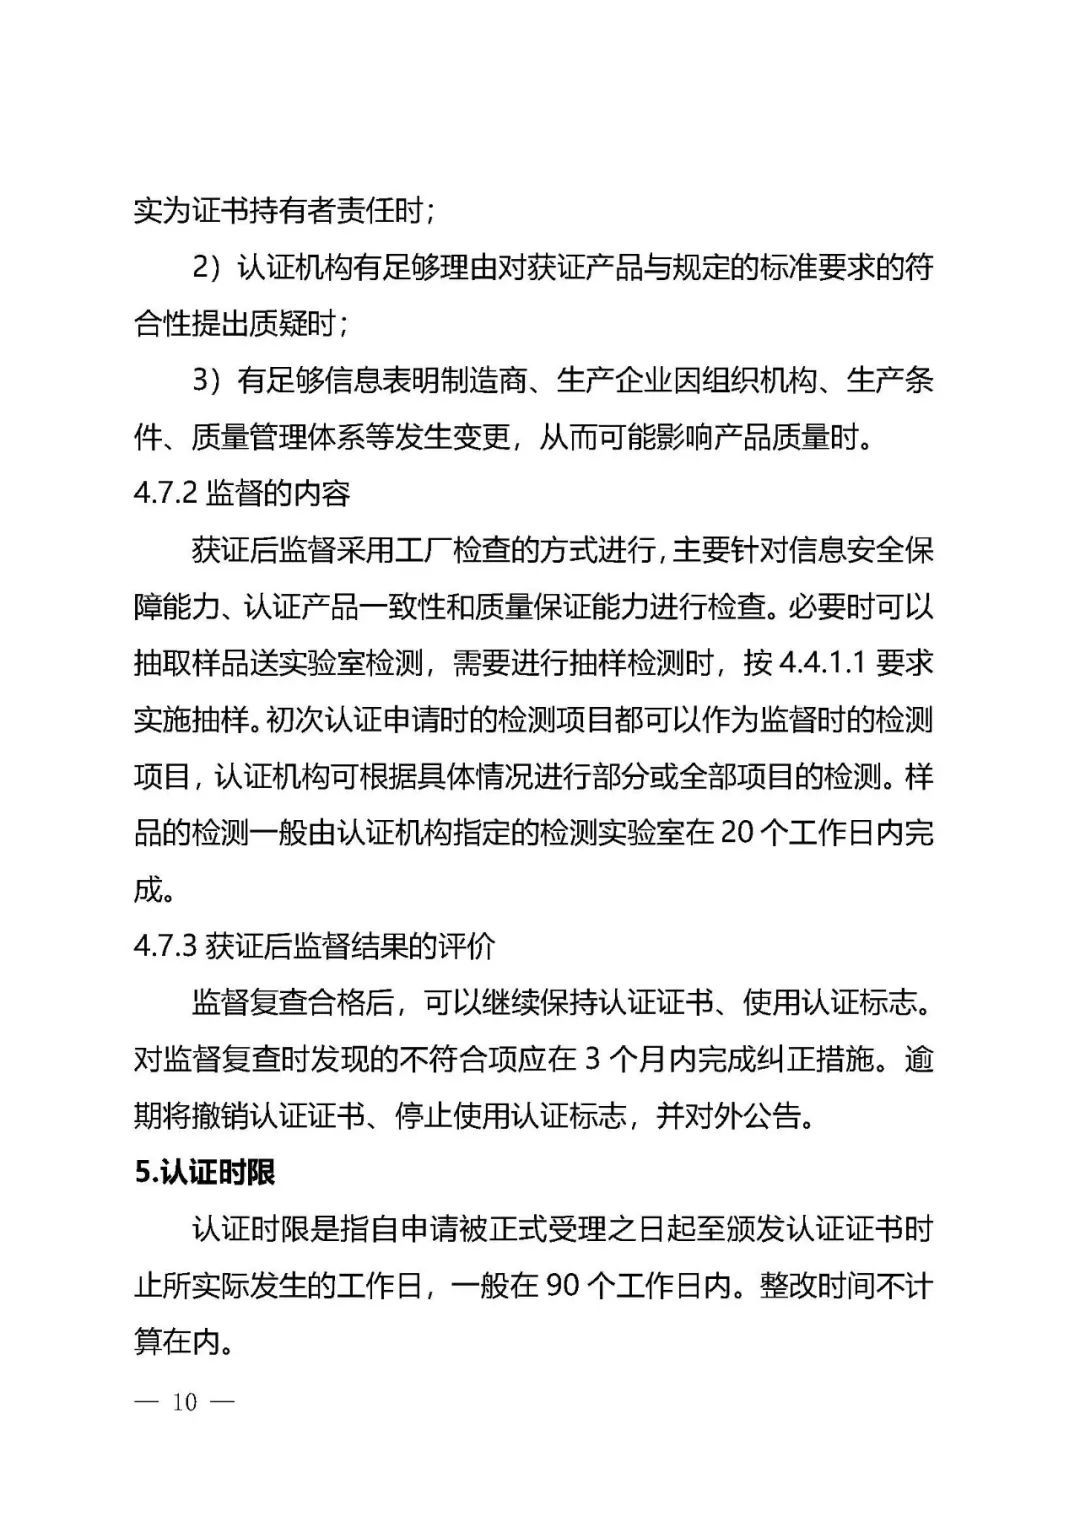 实为证书持有者责任时；
2）认证机构有足够理由对获证产品与规定的标准要求的符
合性提出质疑时；
3）有足够信息表明制造商、生产企业因组织机构、生产条
件、质量管理体系等发生变更，从而可能影响产品质量时。
4.7.2 监督的内容
获证后监督采用工厂检查的方式进行，主要针对信息安全保
障能力、认证产品一致性和质量保证能力进行检查。必要时可以
抽取样品送实验室检测，需要进行抽样检测时，按 4.4.1.1 要求
实施抽样。初次认证申请时的检测项目都可以作为监督时的检测
项目，认证机构可根据具体情况进行部分或全部项目的检测。样
品的检测一般由认证机构指定的检测实验室在 20 个工作日内完
成。
4.7.3 获证后监督结果的评价
监督复查合格后，可以继续保持认证证书、使用认证标志。
对监督复查时发现的不符合项应在 3 个月内完成纠正措施。逾
期将撤销认证证书、停止使用认证标志，并对外公告。
5.认证时限
认证时限是指自申请被正式受理之日起至颁发认证证书时
止所实际发生的工作日，一般在 90 个工作日内。整改时间不计
算在内。
— 10 —